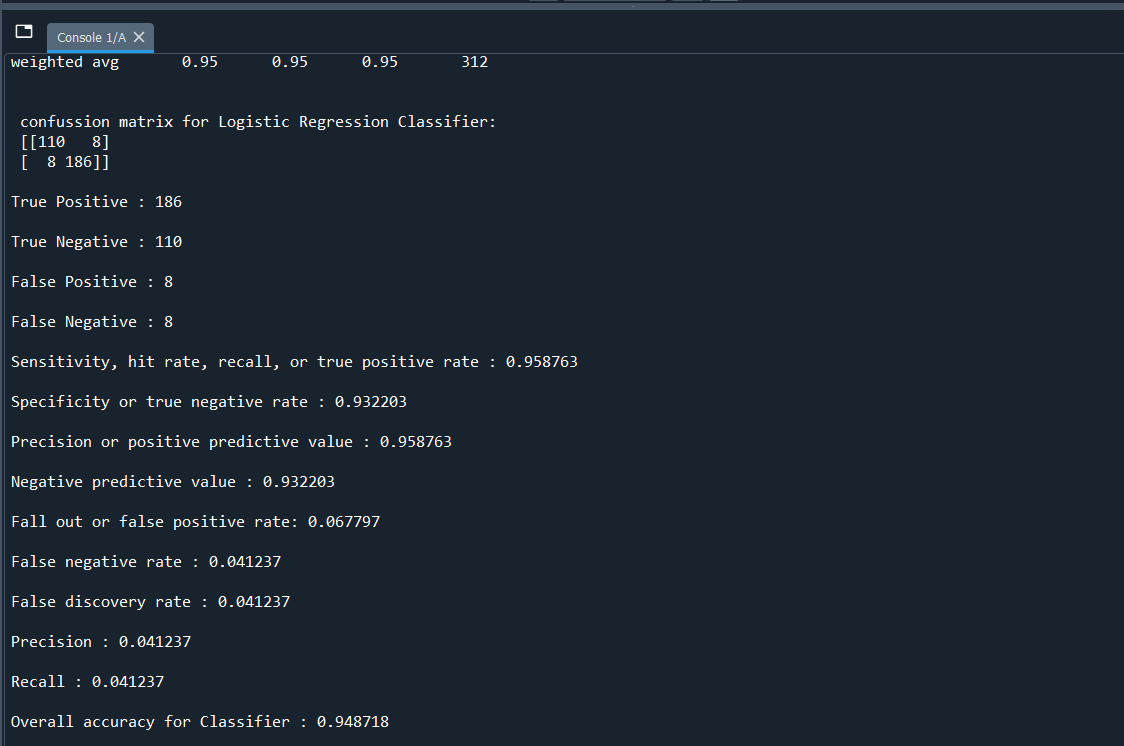 Console 1/A
weighted avg 0.95 0.95 0.95 312
confussion matrix for Logistic Regression Classifier:
[[110 8]
[ 8 186]]
True Positive : 186
True Negative : 110
False Positive : 8
False Negative : 8
Sensitivity, hit rate, recall, or true positive rate : 0.958763
Specificity or true negative rate : 0.932203
Precision or positive predictive value : 0.958763
Negative predictive value : 0.932203
Fall out or false positive rate: 0.067797
False negative rate : 0.041237
False discovery rate : 0.041237
Precision : 0.041237
Recall : 0.041237
Overall accuracy for Classifier : 0.948718